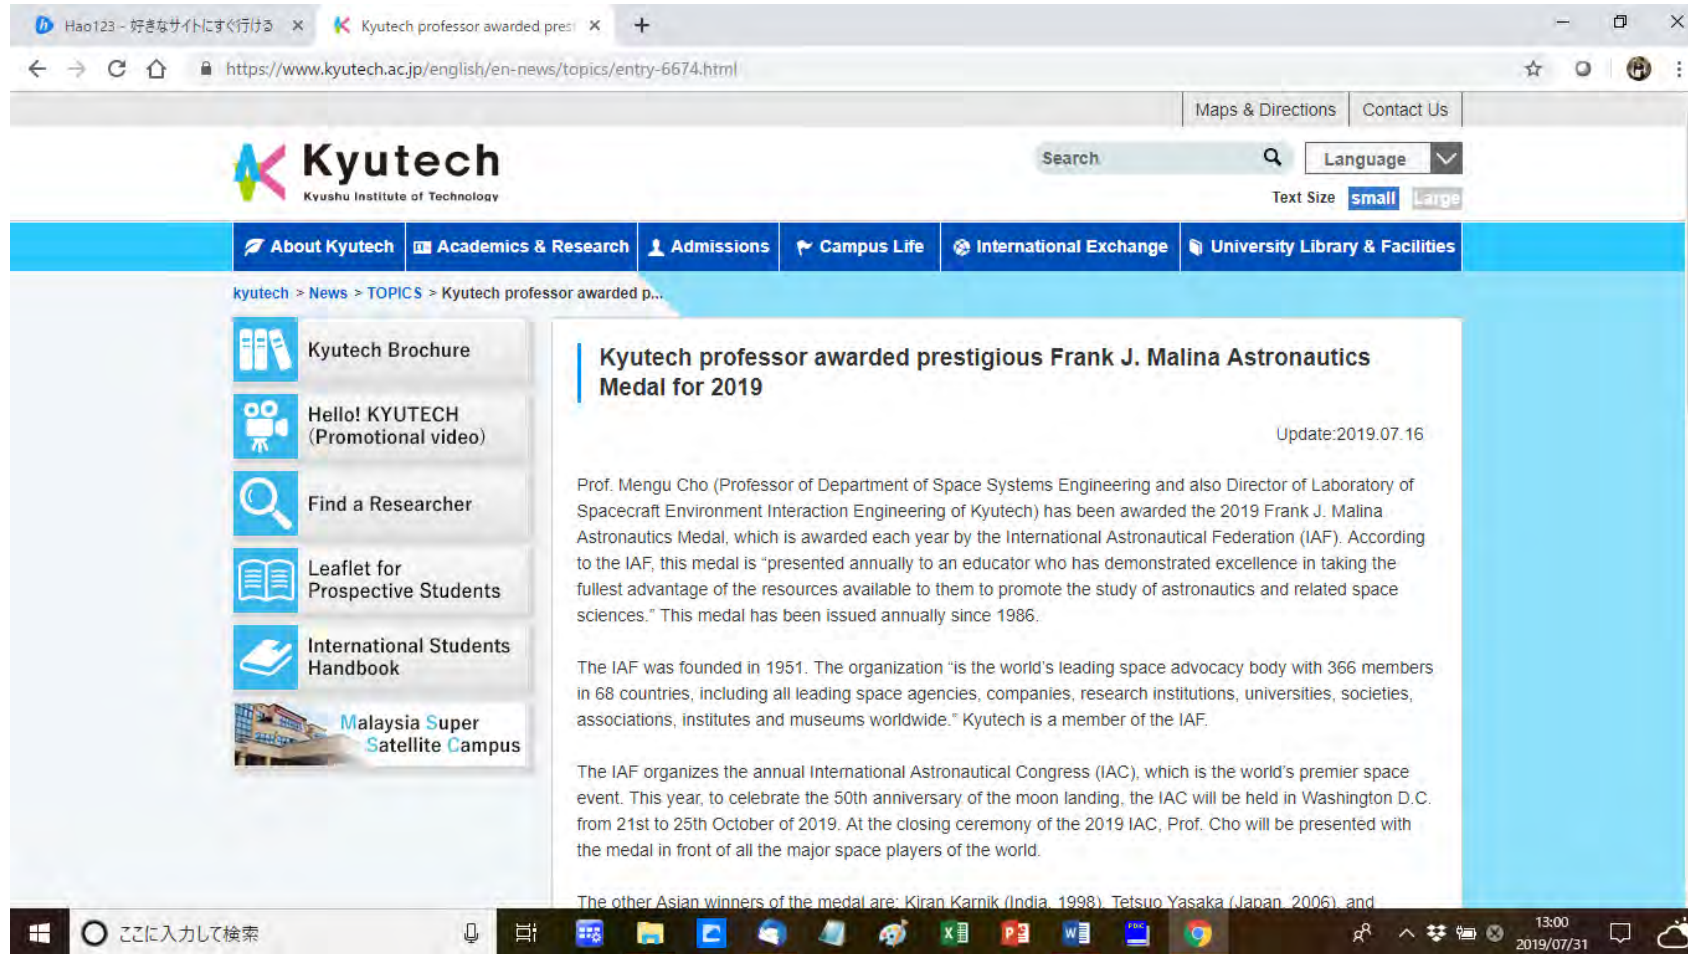 Hao123 - 好きなサイトにすぐ行ける
Kyutech professor awarded pres
https://www.kyutech.ac.jp/english/en-news/topics/entry-6674.html
Maps & Directions
Contact Us
Kyutech
Kyushu Institute of Technology
Search
Language
Text Size small Large
About Kyutech
Academics & Research
Admissions
Campus Life
International Exchange
University Library & Facilities
kyutech > News > TOPICS > Kyutech professor awarded p...
Kyutech Brochure
Hello! KYUTECH
(Promotional video)
Find a Researcher
Leaflet for
Prospective Students
International Students
Handbook
Malaysia Super
Satellite Campus
Kyutech professor awarded prestigious Frank J. Malina Astronautics
Medal for 2019
Update:2019.07.16
Prof. Mengu Cho (Professor of Department of Space Systems Engineering and also Director of Laboratory of
Spacecraft Environment Interaction Engineering of Kyutech) has been awarded the 2019 Frank J. Malina
Astronautics Medal, which is awarded each year by the International Astronautical Federation (IAF). According
to the IAF, this medal is “presented annually to an educator who has demonstrated excellence in taking the
fullest advantage of the resources available to them to promote the study of astronautics and related space
sciences.” This medal has been issued annually since 1986.
The IAF was founded in 1951. The organization “is the world’s leading space advocacy body with 366 members
in 68 countries, including all leading space agencies, companies, research institutions, universities, societies,
associations, institutes and museums worldwide.” Kyutech is a member of the IAF.
The IAF organizes the annual International Astronautical Congress (IAC), which is the world’s premier space
event. This year, to celebrate the 50th anniversary of the moon landing, the IAC will be held in Washington D.C.
from 21st to 25th October of 2019. At the closing ceremony of the 2019 IAC, Prof. Cho will be presented with
the medal in front of all the major space players of the world.
The other Asian winners of the medal are: Kiran Karnik (India, 1998), Tetsuo Yasaka (Japan, 2006), and
ここに入力して検索
13:00
2019/07/31